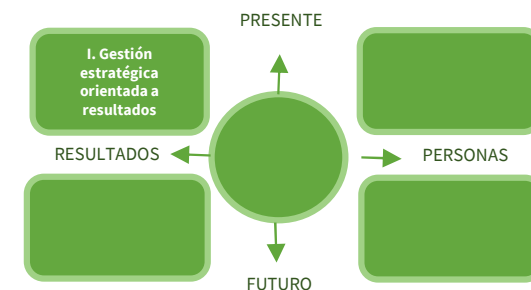 PRESENTE
I. Gestión
estratégica
orientada a
resultados
RESULTADOS
PERSONAS
FUTURO